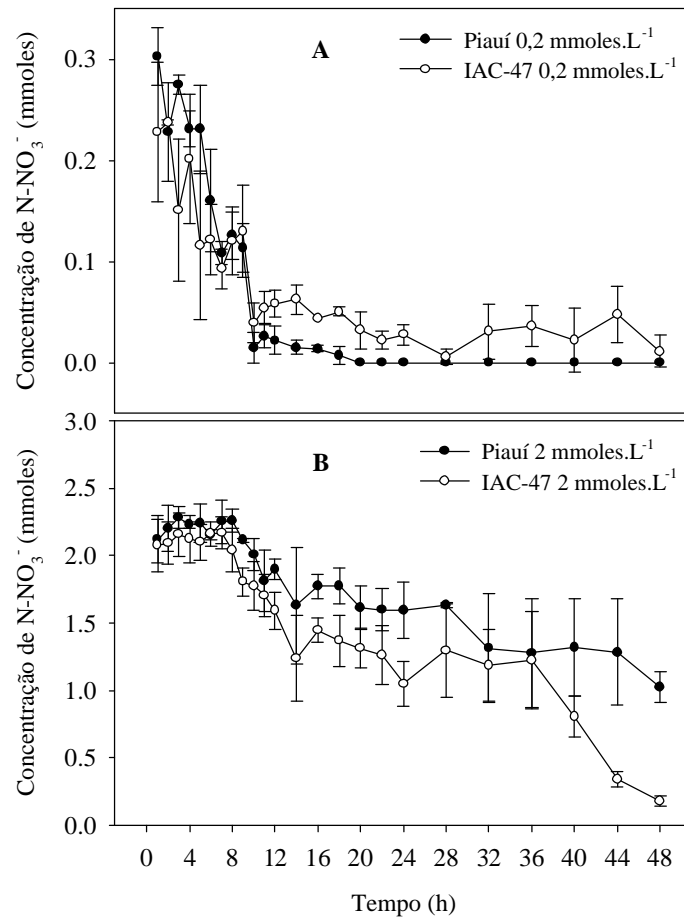 A
Piauí 0,2 mmoles.L⁻¹
IAC-47 0,2 mmoles.L⁻¹
Concentração de N-NO₃⁻ (mmoles)
0.3
0.2
0.1
0.0
B
Piauí 2 mmoles.L⁻¹
IAC-47 2 mmoles.L⁻¹
Concentração de N-NO₃⁻ (mmoles)
3.0
2.5
2.0
1.5
1.0
0.5
0.0
0 4 8 12 16 20 24 28 32 36 40 44 48
Tempo (h)